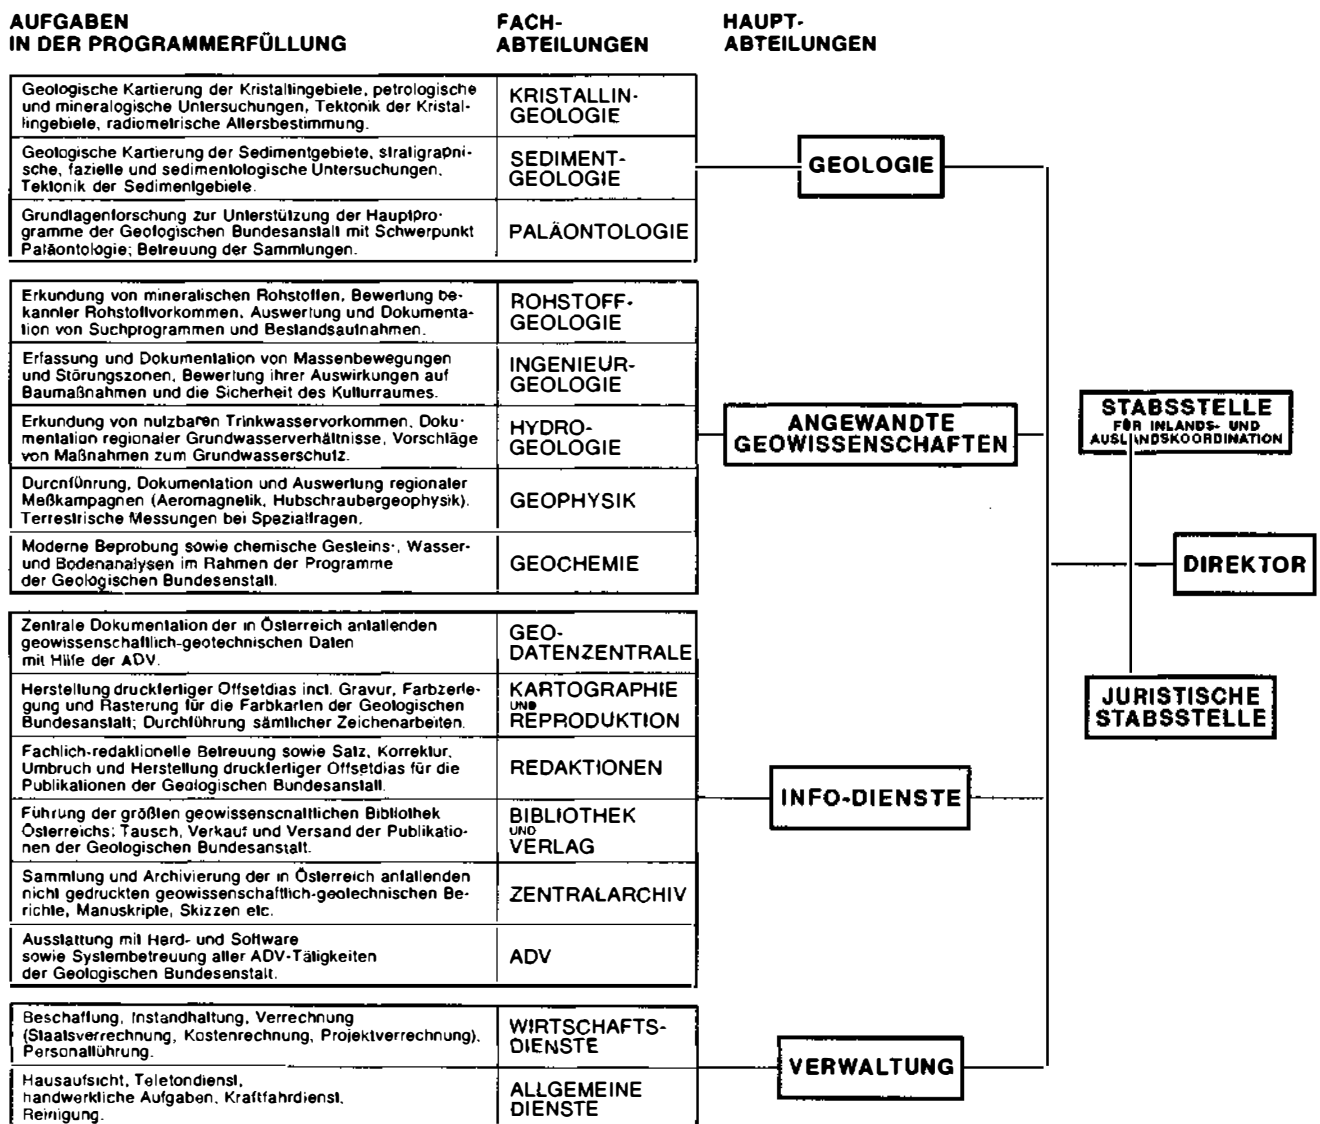 AUFGABEN
IN DER PROGRAMMERFÜLLUNG
FACH-
ABTEILUNGEN
HAUPT-
ABTEILUNGEN
Geologische Kartierung der Kristallingebiete, petrologische
und mineralogische Untersuchungen, Tektonik der Kristal-
lingebiete, radiometrische Altersbestimmung.
KRISTALLIN-
GEOLOGIE
Geologische Kartierung der Sedimentgebiete, stratigraphi-
sche, fazielle und sedimentologische Untersuchungen,
Tektonik der Sedimentgebiete.
SEDIMENT-
GEOLOGIE
Grundlagenforschung zur Unterstützung der Hauptpro-
gramme der Geologischen Bundesanstalt mit Schwerpunkt
Paläontologie; Betreuung der Sammlungen.
PALÄONTOLOGIE
GEOLOGIE
Erkundung von mineralischen Rohstoffen, Bewertung be-
kannter Rohstoffvorkommen, Auswertung und Dokumenta-
tion von Suchprogrammen und Bestandsaufnahmen.
ROHSTOFF-
GEOLOGIE
Erfassung und Dokumentation von Massenbewegungen
und Störungszonen, Bewertung ihrer Auswirkungen auf
Baumaßnahmen und die Sicherheit des Kulturraumes.
INGENIEUR-
GEOLOGIE
Erkundung von nutzbaren Trinkwasservorkommen, Doku-
mentation regionaler Grundwasserverhältnisse, Vorschläge
von Maßnahmen zum Grundwasserschutz.
HYDRO-
GEOLOGIE
Durchführung, Dokumentation und Auswertung regionaler
Meßkampagnen (Aeromagnetik, Hubschraubergeophysik).
Terrestrische Messungen bei Spezialfragen.
GEOPHYSIK
Moderne Beprobung sowie chemische Gesteins-, Wasser-
und Bodenanalysen im Rahmen der Programme
der Geologischen Bundesanstalt.
GEOCHEMIE
ANGEWANDTE
GEOWISSENSCHAFTEN
Zentrale Dokumentation der in Österreich anfallenden
geowissenschaftlich-geotechnischen Daten
mit Hilfe der ADV.
GEO-
DATENZENTRALE
Herstellung druckfertiger Offsetdias incl. Gravur, Farbzerle-
gung und Rasterung für die Farbkarten der Geologischen
Bundesanstalt; Durchführung sämtlicher Zeichenarbeiten.
KARTOGRAPHIE
UND
REPRODUKTION
Fachlich-redaktionelle Betreuung sowie Satz, Korrektur,
Umbruch und Herstellung druckfertiger Offsetdias für die
Publikationen der Geologischen Bundesanstalt.
REDAKTIONEN
Führung der größten geowissenschaftlichen Bibliothek
Österreichs; Tausch, Verkauf und Versand der Publikatio-
nen der Geologischen Bundesanstalt.
BIBLIOTHEK
UND
VERLAG
Sammlung und Archivierung der in Österreich anfallenden
nicht gedruckten geowissenschaftlich-geotechnischen Be-
richte, Manuskripte, Skizzen etc.
ZENTRALARCHIV
Ausstattung mit Hard- und Software
sowie Systembetreuung aller ADV-Tätigkeiten
der Geologischen Bundesanstalt.
ADV
INFO-DIENSTE
Beschaffung, Instandhaltung, Verrechnung
(Staatsverrechnung, Kostenrechnung, Projektverrechnung),
Personalführung.
WIRTSCHAFTS-
DIENSTE
Hausaufsicht, Telefondienst,
handwerkliche Aufgaben, Kraftfahrdienst,
Reinigung.
ALLGEMEINE
DIENSTE
VERWALTUNG
STABSSTELLE
FÜR INLANDS- UND
AUSLANDSKOORDINATION
DIREKTOR
JURISTISCHE
STABSSTELLE